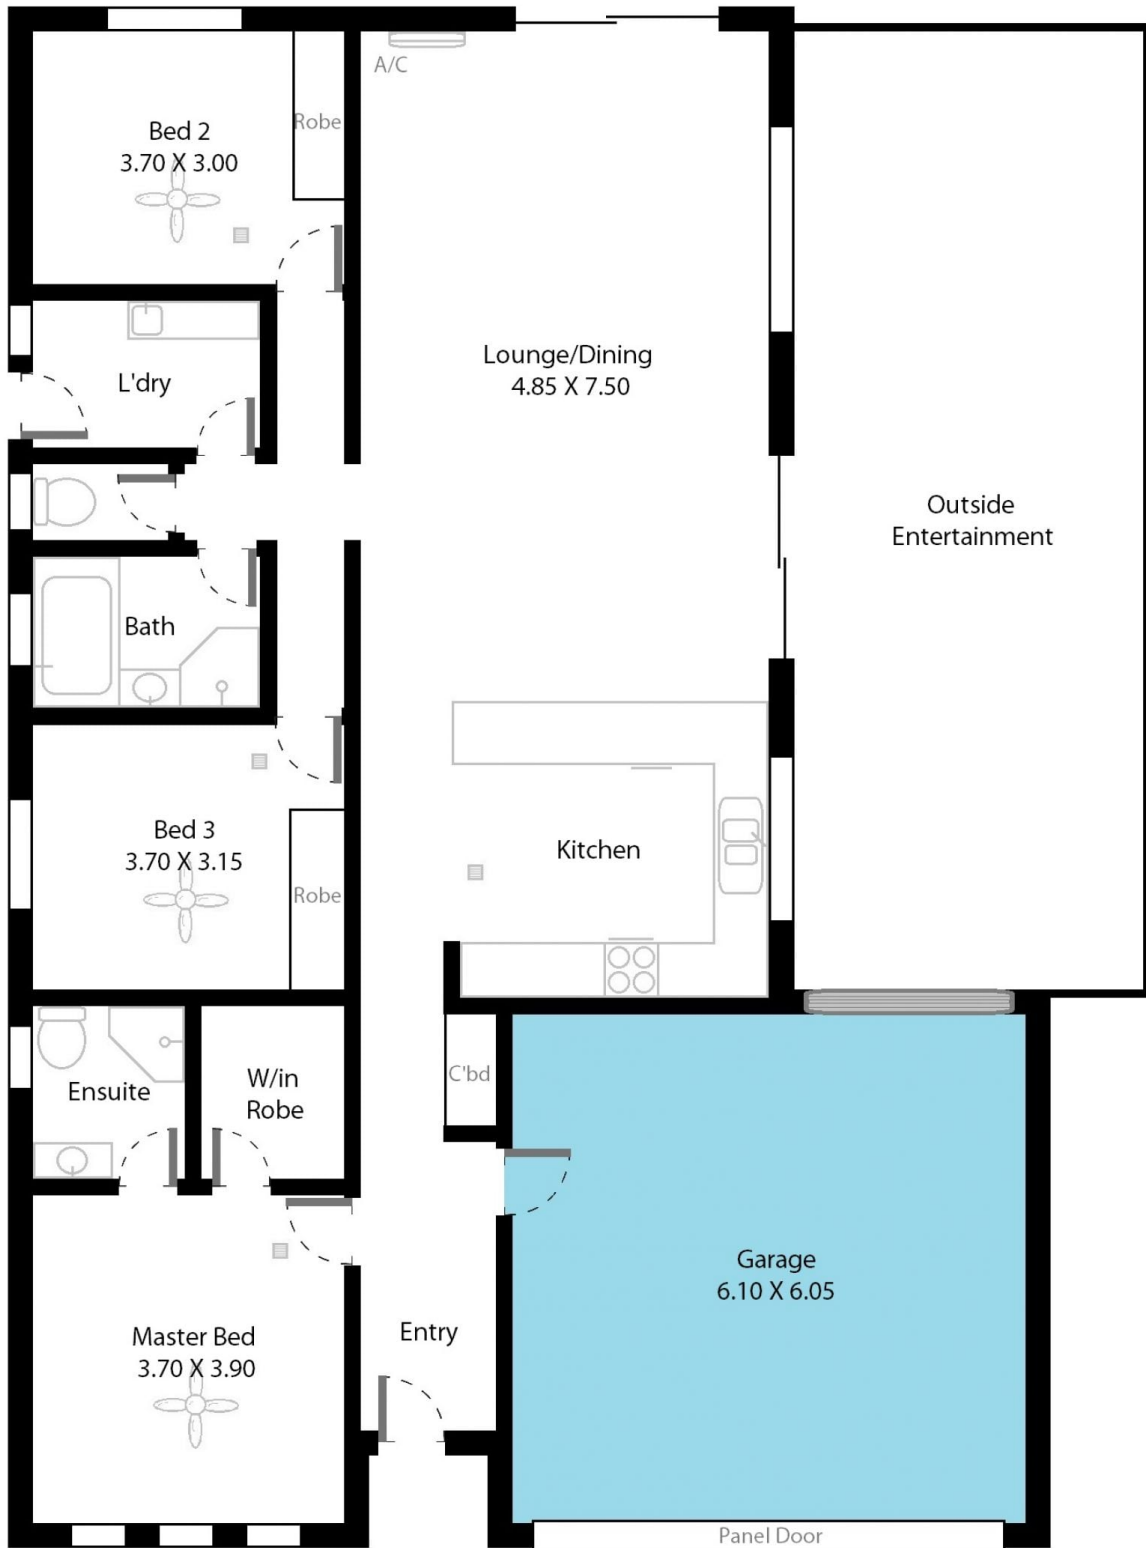 A/C
Robe
Bed 2
3.70 X 3.00
L'dry
Lounge/Dining
4.85 X 7.50
Outside
Entertainment
Bath
Bed 3
3.70 X 3.15
Robe
Kitchen
Ensuite
W/in
Robe
C'bd
Garage
6.10 X 6.05
Master Bed
3.70 X 3.90
Entry
Panel Door